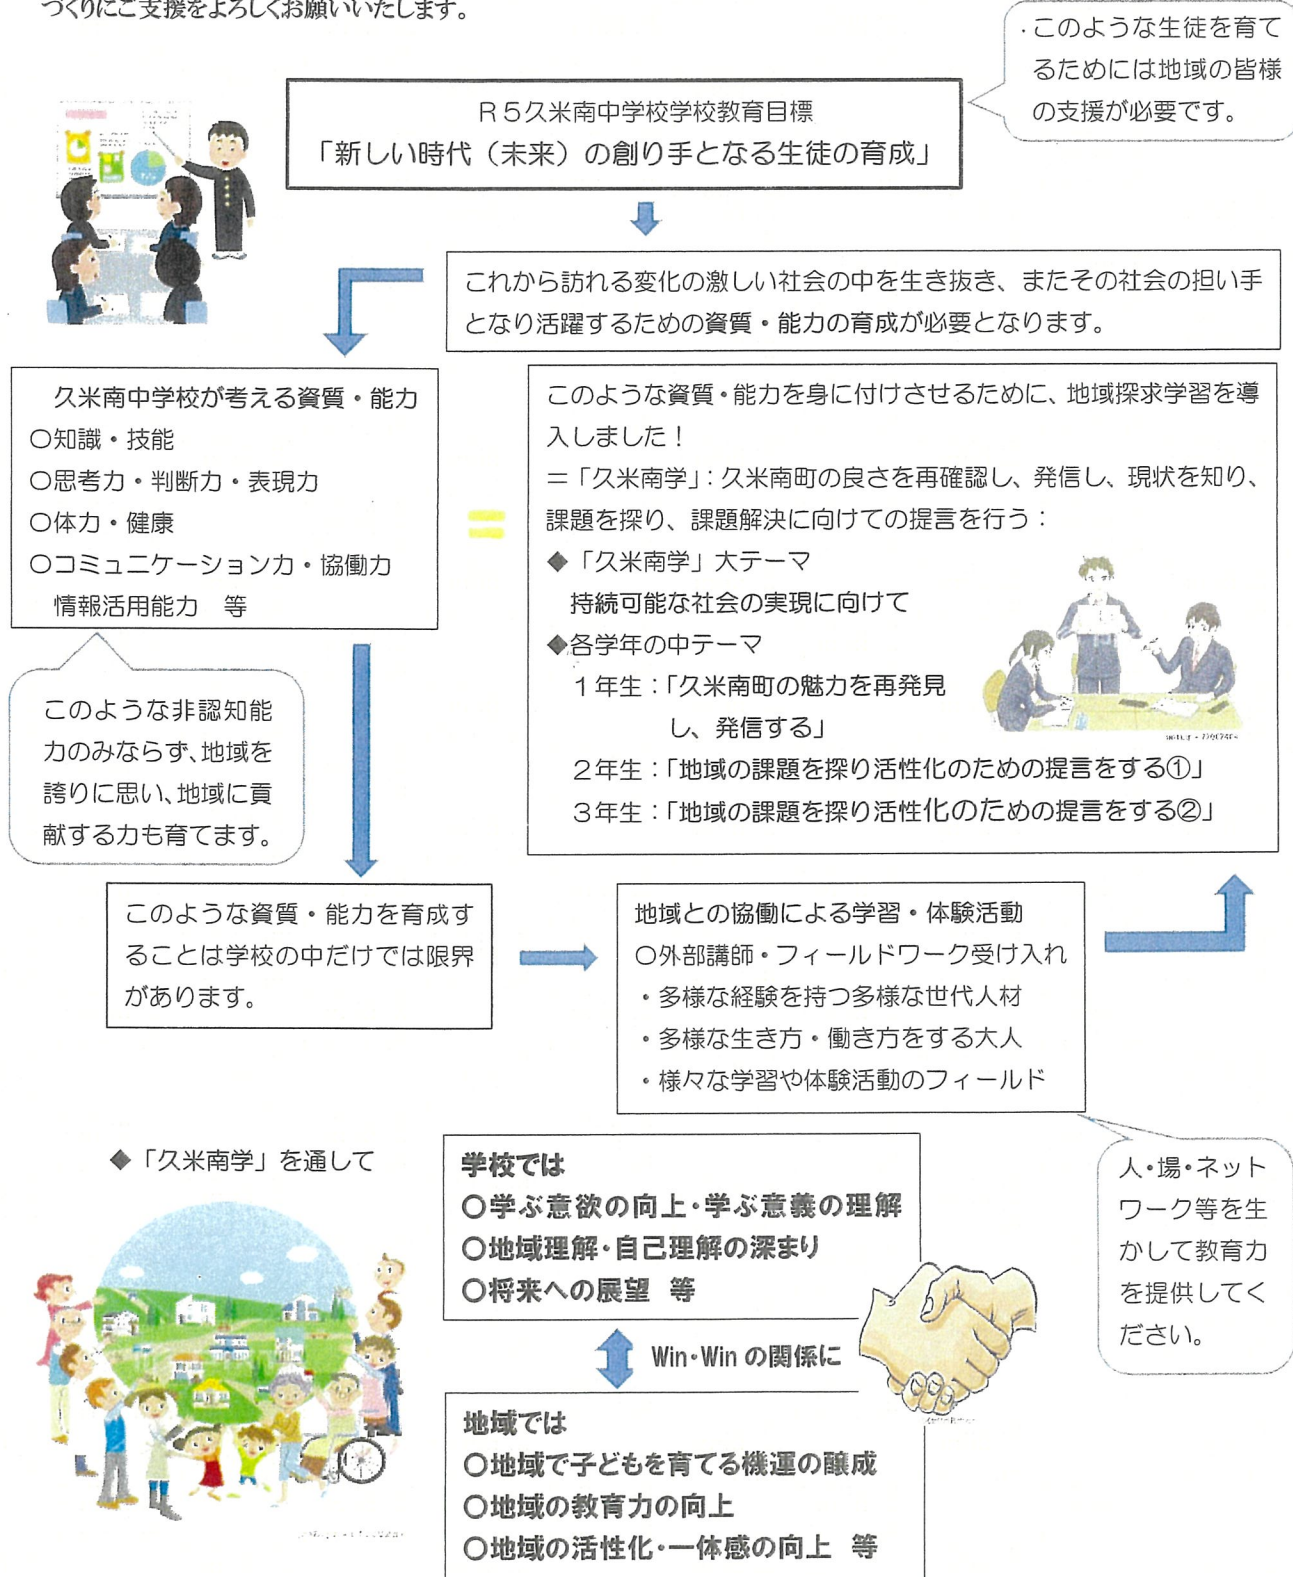 づくりにご支援をよろしくお願いいたします。
・このような生徒を育て
るためには地域の皆様
の支援が必要です。
R5久米南中学校学校教育目標
「新しい時代（未来）の創り手となる生徒の育成」
これから訪れる変化の激しい社会の中を生き抜き、またその社会の担い手
となり活躍するための資質・能力の育成が必要となります。
久米南中学校が考える資質・能力
〇知識・技能
〇思考力・判断力・表現力
〇体力・健康
〇コミュニケーション力・協働力
情報活用能力　等
このような資質・能力を身に付けさせるために、地域探求学習を導
入しました！
＝「久米南学」：久米南町の良さを再確認し、発信し、現状を知り、
課題を探り、課題解決に向けての提言を行う：
◆「久米南学」大テーマ
持続可能な社会の実現に向けて
◆各学年の中テーマ
１年生：「久米南町の魅力を再発見
し、発信する」
２年生：「地域の課題を探り活性化のための提言をする①」
３年生：「地域の課題を探り活性化のための提言をする②」
このような非認知能
力のみならず、地域を
誇りに思い、地域に貢
献する力も育てます。
このような資質・能力を育成す
ることは学校の中だけでは限界
があります。
地域との協働による学習・体験活動
〇外部講師・フィールドワーク受け入れ
・多様な経験を持つ多様な世代人材
・多様な生き方・働き方をする大人
・様々な学習や体験活動のフィールド
人・場・ネット
ワーク等を生
かして教育力
を提供してく
ださい。
◆「久米南学」を通して
学校では
〇学ぶ意欲の向上・学ぶ意義の理解
〇地域理解・自己理解の深まり
〇将来への展望　等
Win・Win の関係に
地域では
〇地域で子どもを育てる機運の醸成
〇地域の教育力の向上
〇地域の活性化・一体感の向上　等